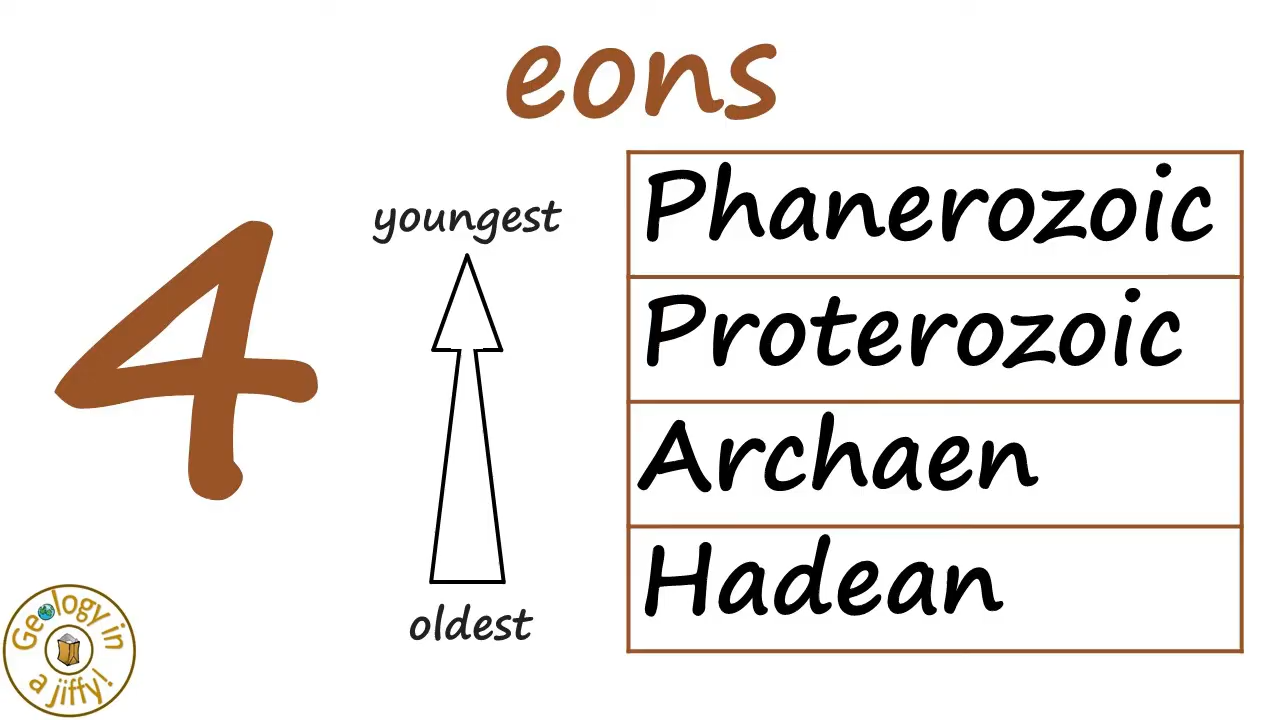 eons
4
youngest
oldest
Phanerozoic
Proterozoic
Archaen
Hadean
Geology in
a jiffy!